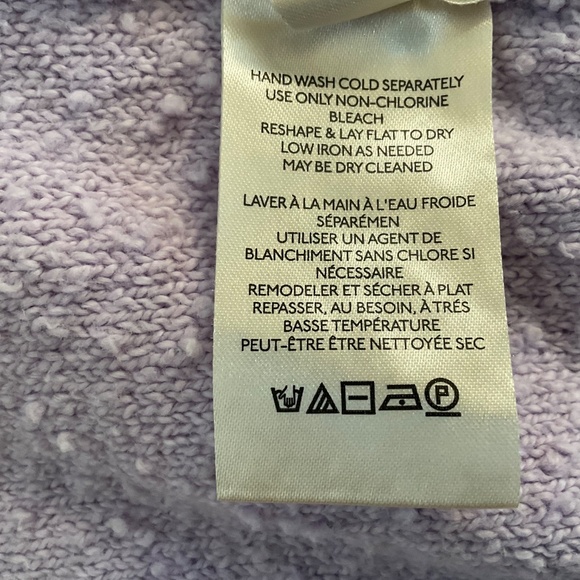 HAND WASH COLD SEPARATELY
USE ONLY NON-CHLORINE
BLEACH
RESHAPE & LAY FLAT TO DRY
LOW IRON AS NEEDED
MAY BE DRY CLEANED
LAVER À LA MAIN À L'EAU FROIDE
SÉPARÉMEN
UTILISER UN AGENT DE
BLANCHIMENT SANS CHLORE SI
NÉCESSAIRE
REMODELER ET SÉCHER À PLAT
REPASSER, AU BESOIN, À TRÉS
BASSE TEMPÉRATURE
PEUT-ÊTRE ÊTRE NETTOYÉE SEC
P